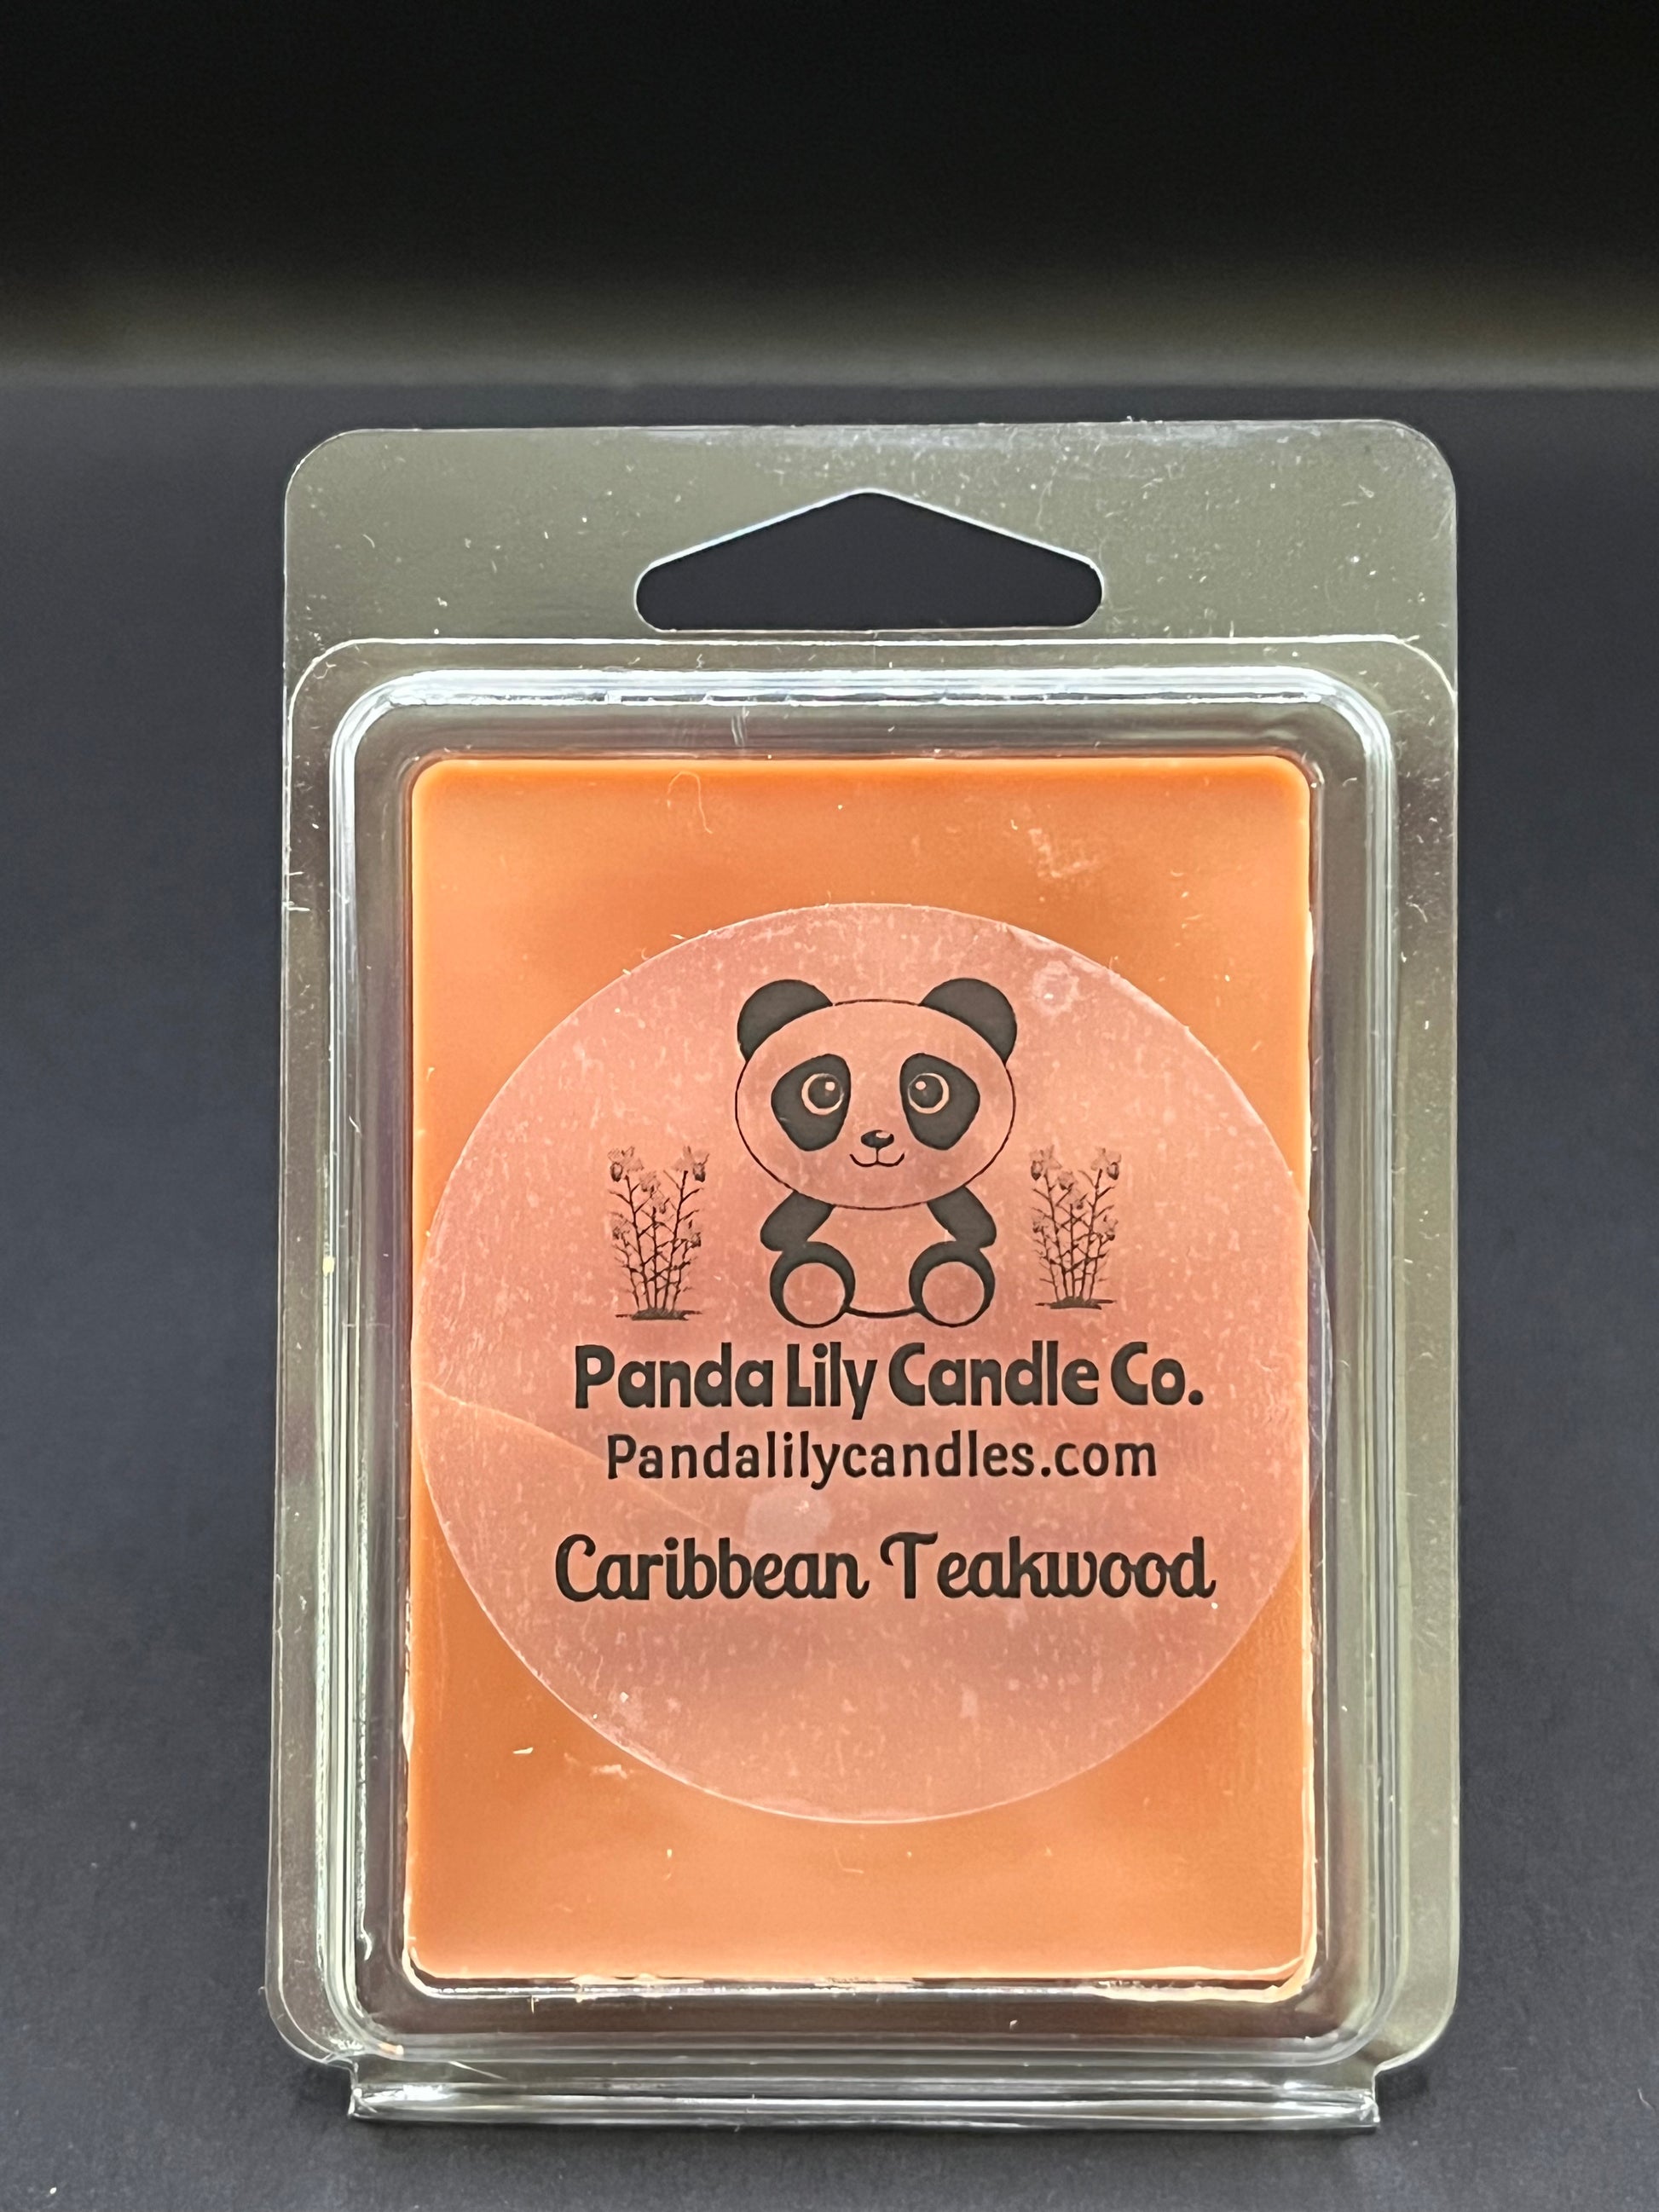 Panda Lily Candle Co.
Pandalilycandles.com
Caribbean Teakwood